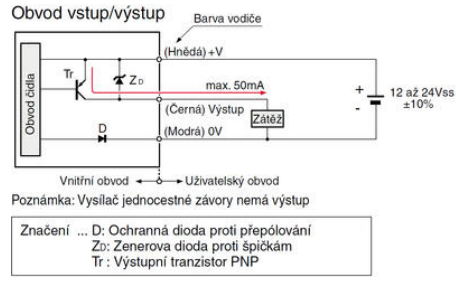 Obvod vstup/výstup
Barva vodiče
(Hnědá) +V
Tr
ZD
max. 50mA
Obvod čidla
+
12 až 24Vss
±10%
-
(Černá) Výstup
Zátěž
D
(Modrá) 0V
Vnitřní obvod
Uživatelský obvod
Poznámka: Vysílač jednocestné závory nemá výstup
Značení ... D: Ochranná dioda proti přepólování
ZD: Zenerova dioda proti špičkám
Tr : Výstupní tranzistor PNP